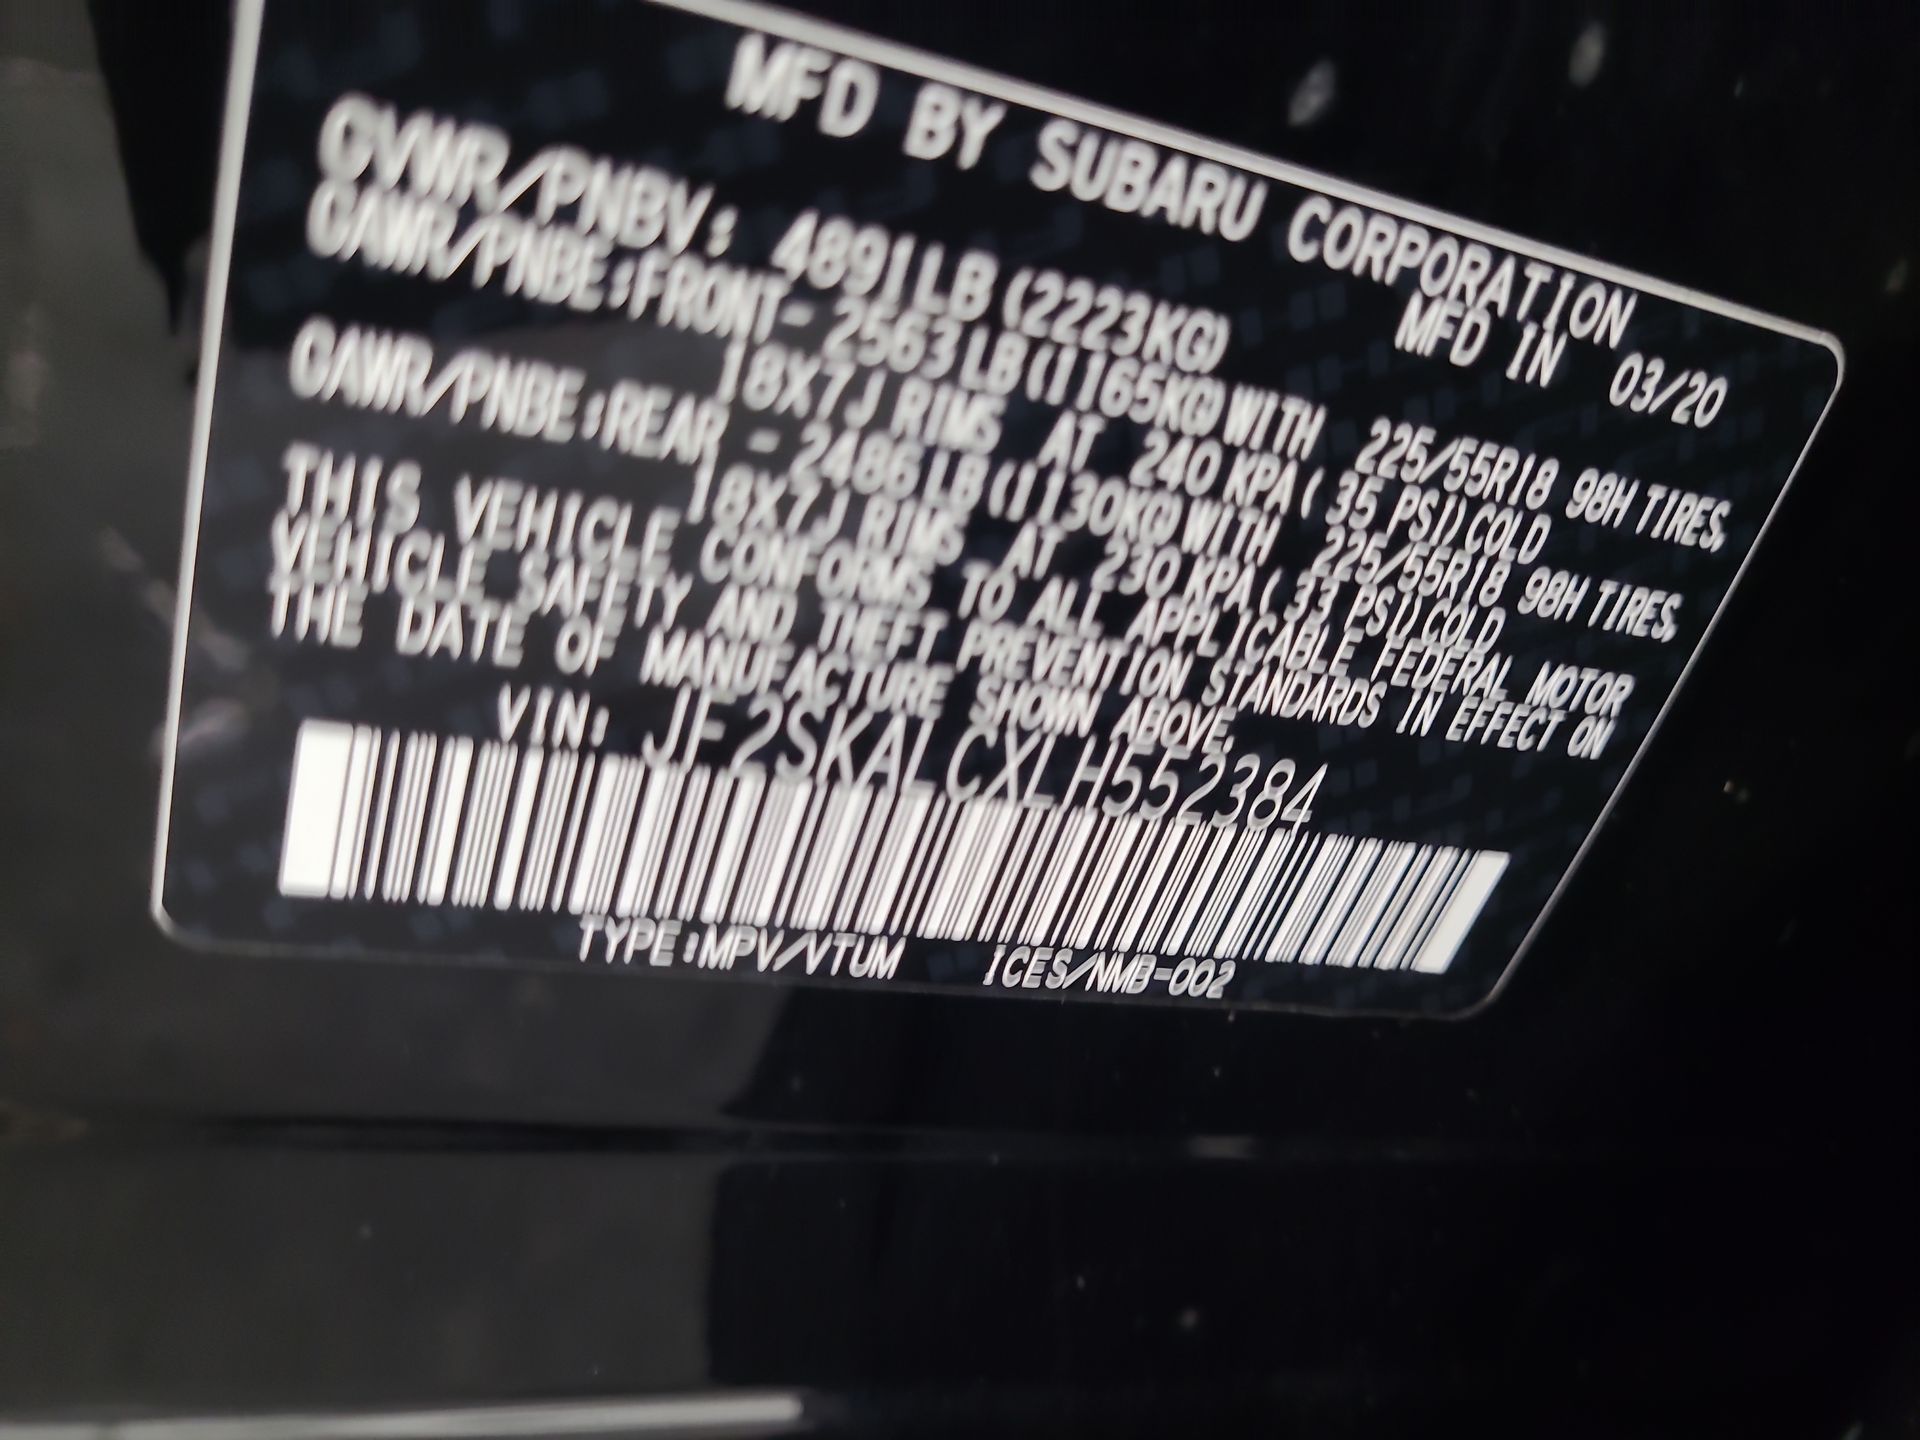 MFD BY SUBARU CORPORATION
MFD IN 03/20
GVWR/PNBV: 4891LB (2223KG)
GAWR/PNBE:FRONT- 2563LB(1165KG)WITH 225/55R18 98H TIRES,
18X7J RIMS AT 240 KPA( 35 PSI)COLD
GAWR/PNBE:REAR - 2486LB(1130KG)WITH 225/55R18 98H TIRES,
18X7J RIMS AT 230 KPA( 33 PSI)COLD
THIS VEHICLE CONFORMS TO ALL APPLICABLE FEDERAL MOTOR
VEHICLE SAFETY AND THEFT PREVENTION STANDARDS IN EFFECT ON
THE DATE OF MANUFACTURE SHOWN ABOVE.
VIN: JF2SKALCXLH552384
TYPE:MPV/VTUM ICES/NMB-002